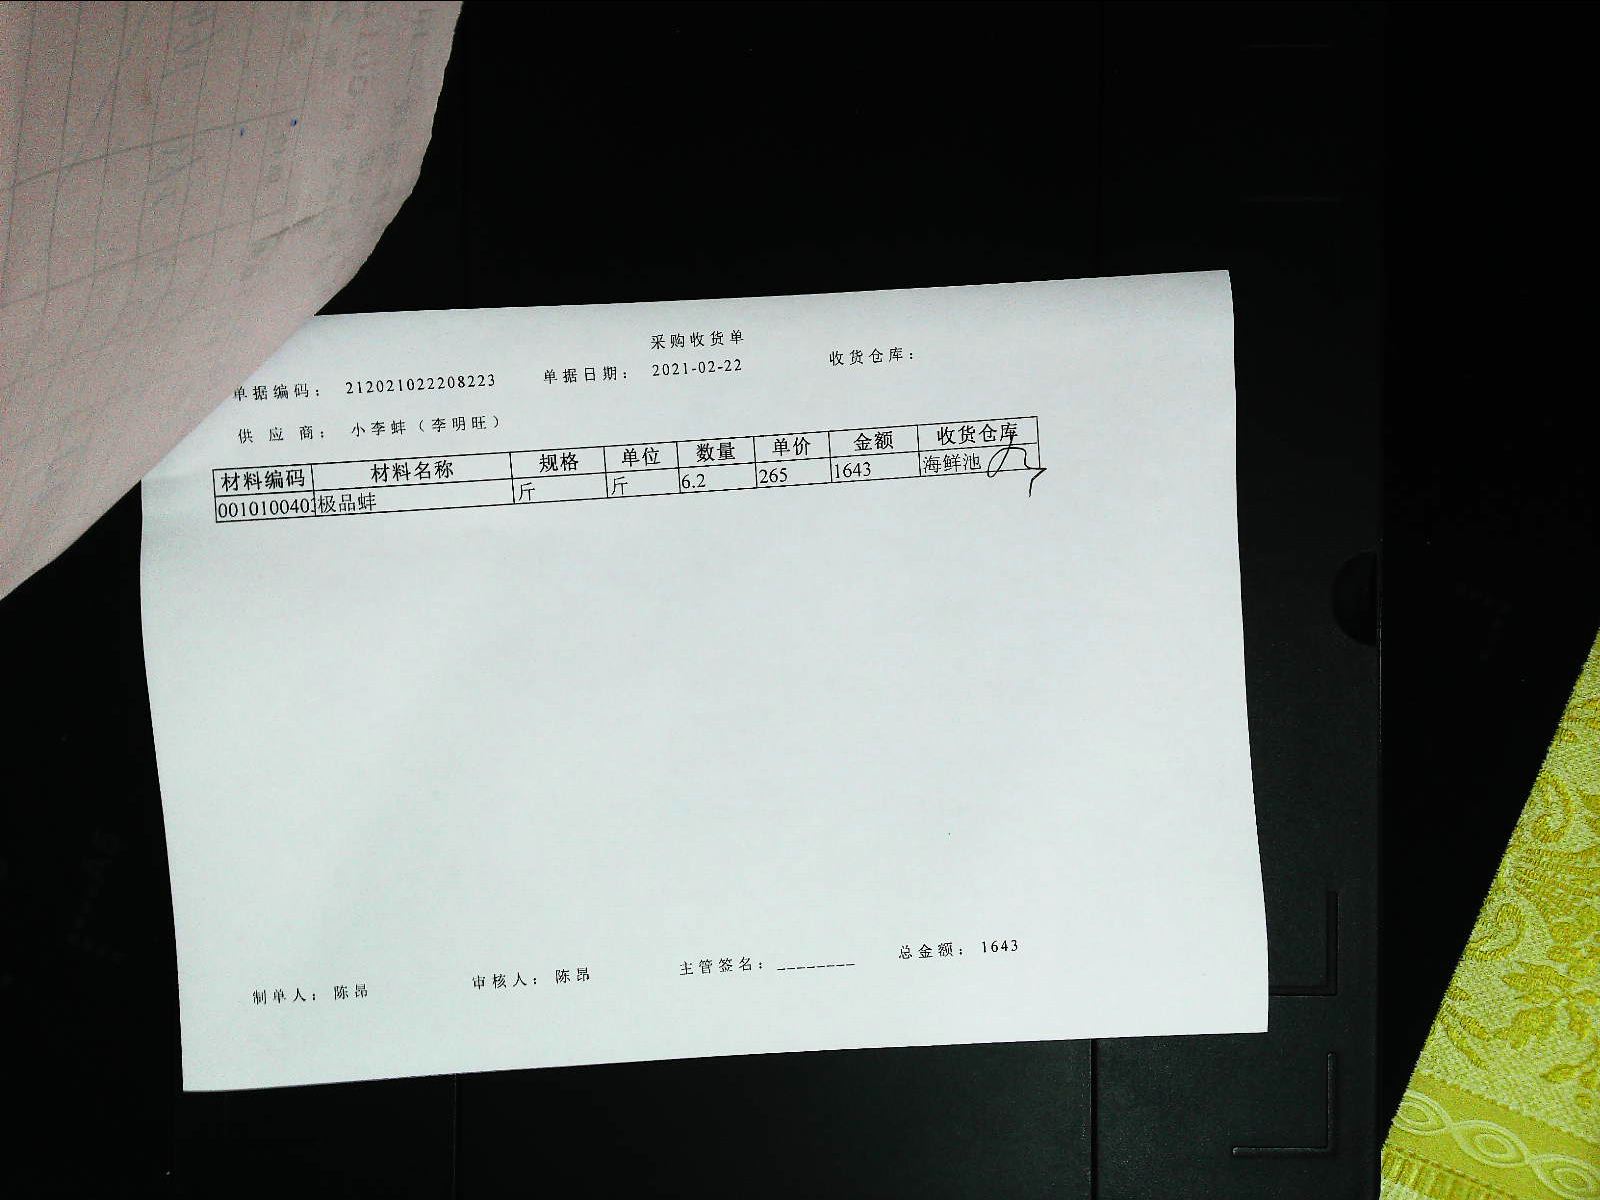 采购收货单
单据编码： 212021022208223 单据日期： 2021-02-22 收货仓库：
供应商： 小李蚌（李明旺）
材料编码 材料名称 规格 单位 数量 单价 金额 收货仓库
001010040 极品蚌 斤 斤 6.2 265 1643 海鲜池
制单人： 陈昂 审核人： 陈昂 主管签名：________ 总金额： 1643